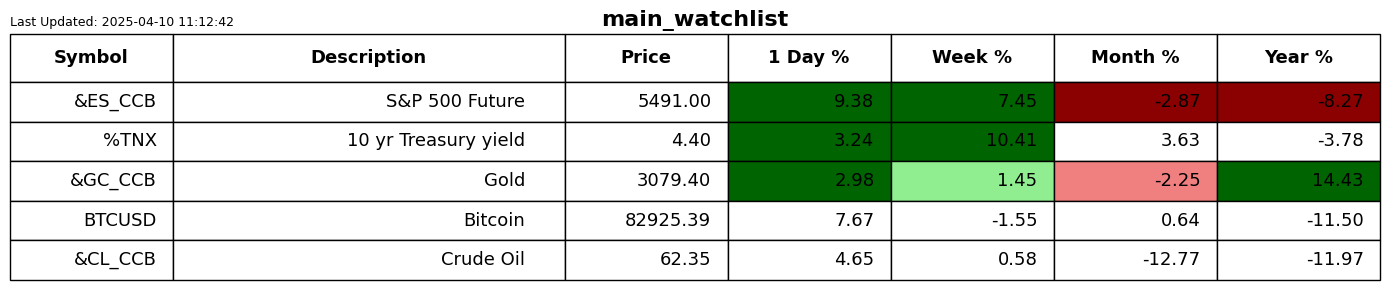 main_watchlist
Last Updated: 2025-04-10 11:12:42
Symbol Description Price 1 Day % Week % Month % Year %
&ES_CCB S&P 500 Future 5491.00 9.38 7.45 -2.87 -8.27
%TNX 10 yr Treasury yield 4.40 3.24 10.41 3.63 -3.78
&GC_CCB Gold 3079.40 2.98 1.45 -2.25 14.43
BTCUSD Bitcoin 82925.39 7.67 -1.55 0.64 -11.50
&CL_CCB Crude Oil 62.35 4.65 0.58 -12.77 -11.97